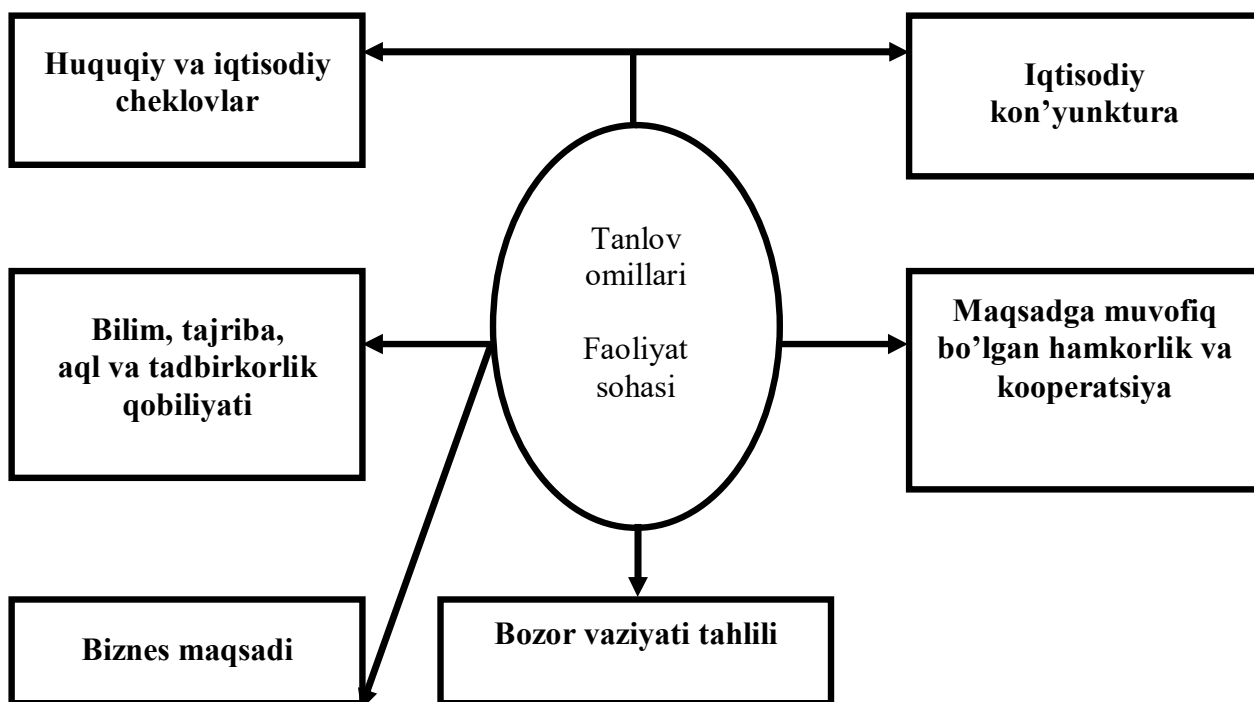 Huquqiy va iqtisodiy
cheklovlar
Iqtisodiy
kon’yunktura
Tanlov
omillari
Faoliyat
sohasi
Bilim, tajriba,
aql va tadbirkorlik
qobiliyati
Maqsadga muvofiq
bo’lgan hamkorlik va
kooperatsiya
Biznes maqsadi
Bozor vaziyati tahlili